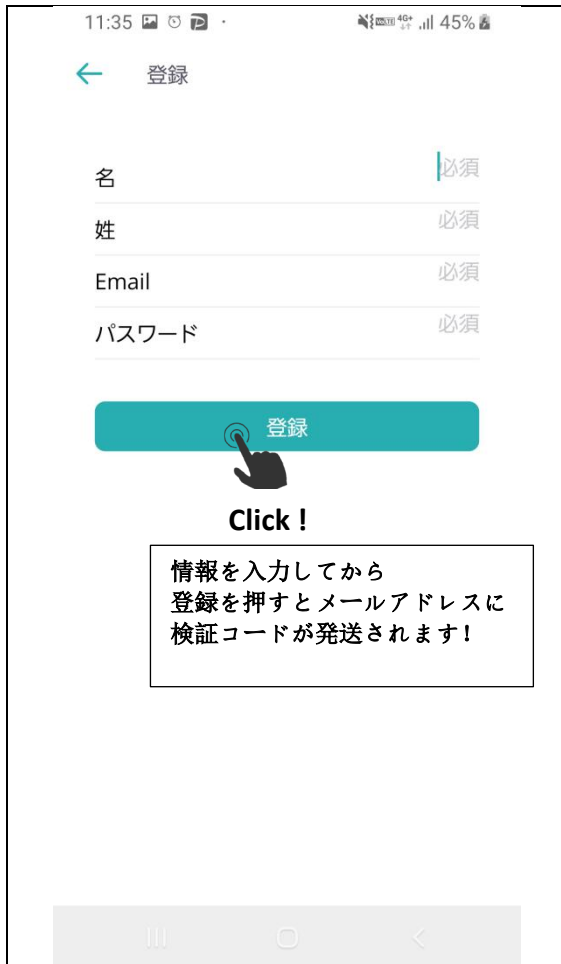 11:35
4G+ 45%
登録
名 必須
姓 必須
Email 必須
パスワード 必須
登録
Click !
情報を入力してから
登録を押すとメールアドレスに
検証コードが発送されます!